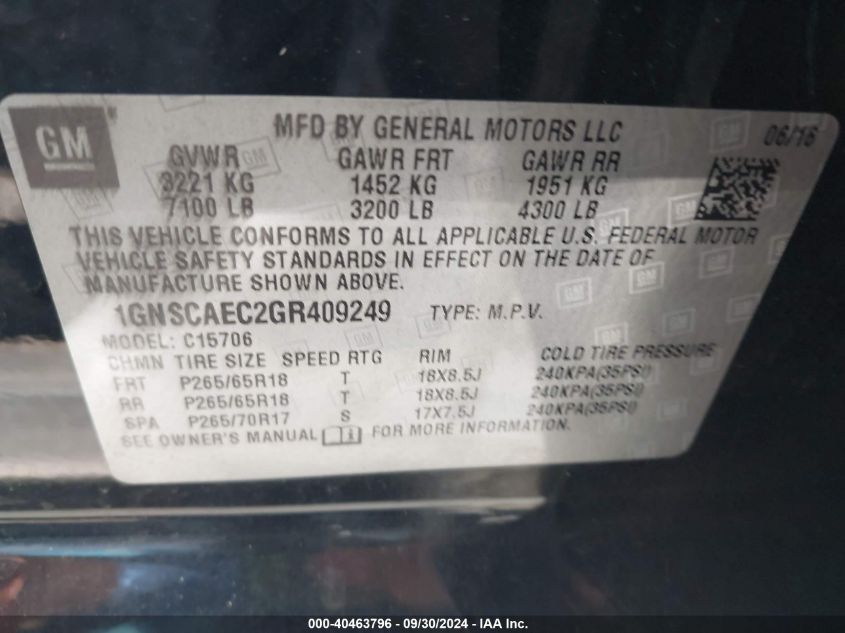 GM
MFD BY GENERAL MOTORS LLC 06/16
GVWR GAWR FRT GAWR RR
3221 KG 1452 KG 1951 KG
7100 LB 3200 LB 4300 LB
THIS VEHICLE CONFORMS TO ALL APPLICABLE U.S. FEDERAL MOTOR
VEHICLE SAFETY STANDARDS IN EFFECT ON THE DATE OF
MANUFACTURE SHOWN ABOVE.
1GNSCAEC2GR409249 TYPE: M.P.V.
MODEL: C15706
CHMN TIRE SIZE SPEED RTG RIM COLD TIRE PRESSURE
FRT P265/65R18 T 18X8.5J 240KPA(35PSI)
RR P265/65R18 T 18X8.5J 240KPA(35PSI)
SPA P265/70R17 S 17X7.5J 240KPA(35PSI)
SEE OWNER'S MANUAL FOR MORE INFORMATION.
000-40463796 - 09/30/2024 - IAA Inc.